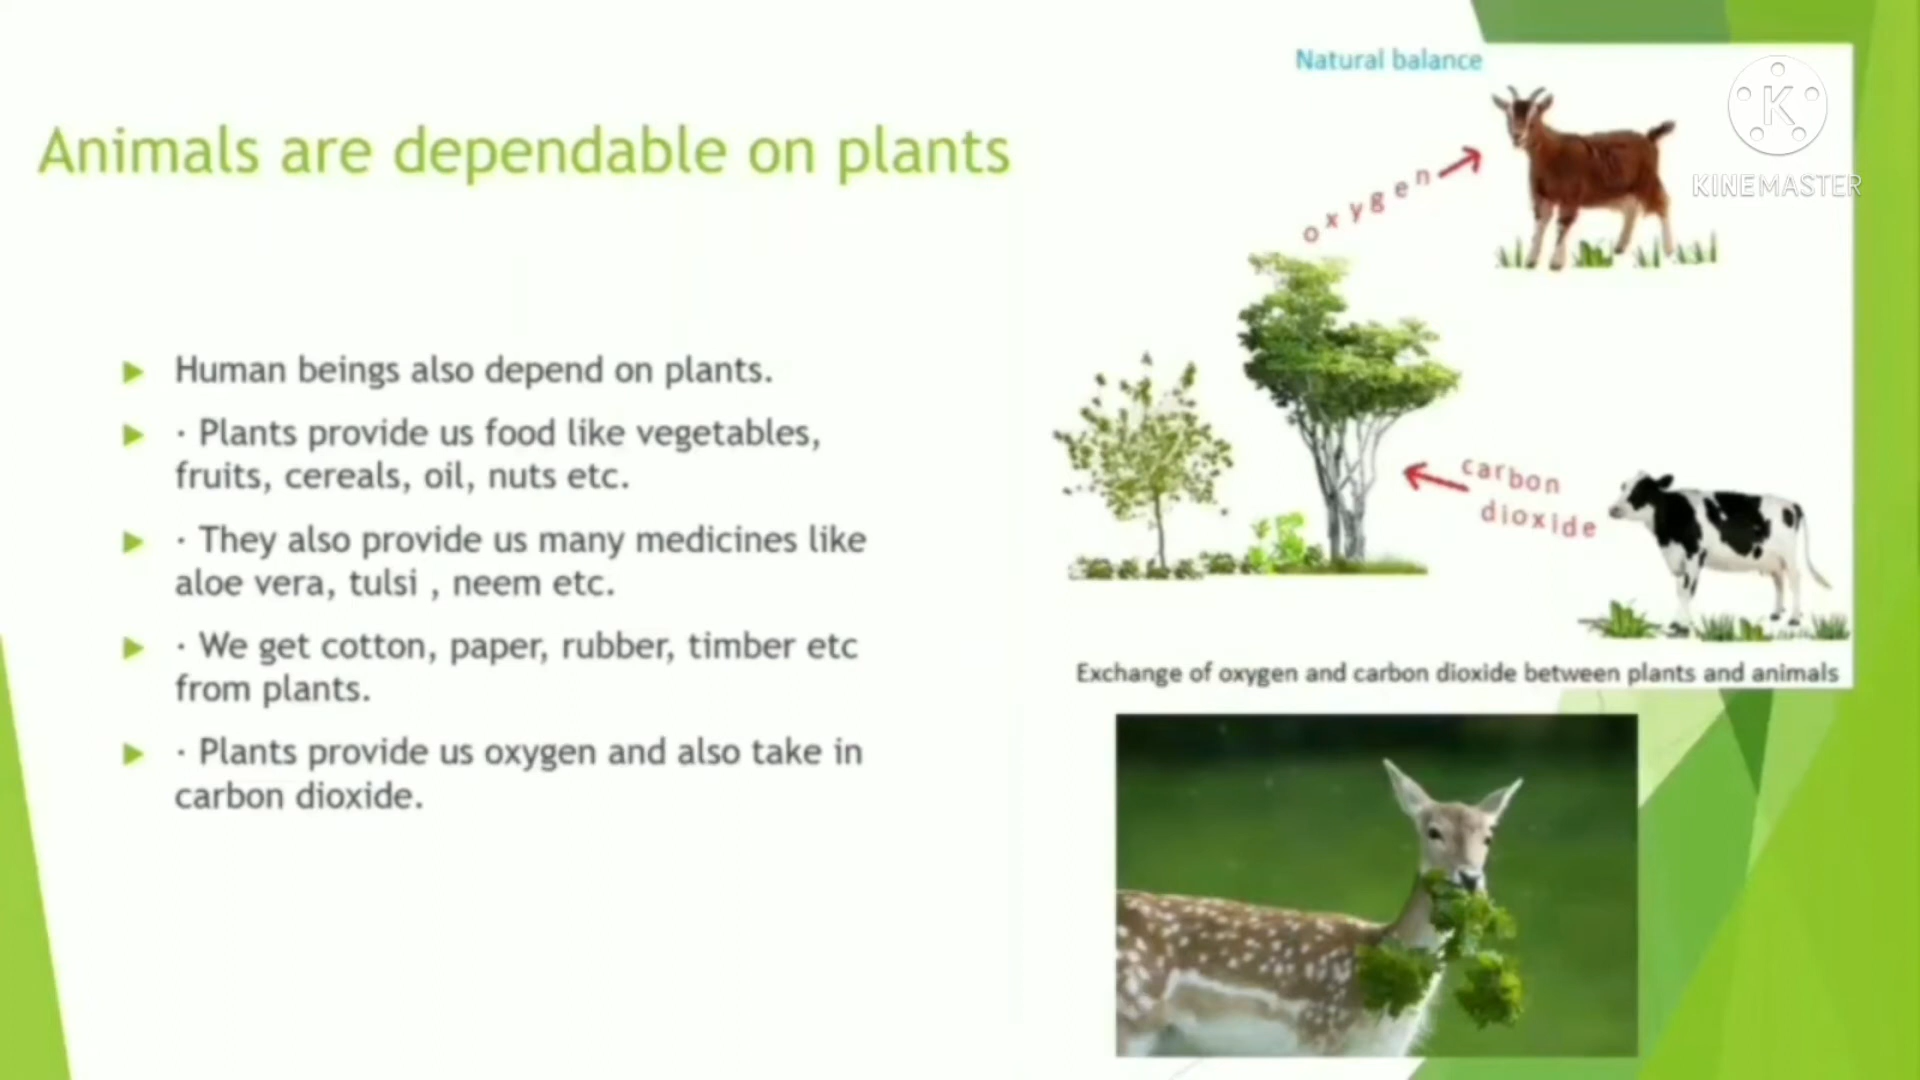 Natural balance
KINEMASTER
Animals are dependable on plants
oxygen
Human beings also depend on plants.
· Plants provide us food like vegetables,
fruits, cereals, oil, nuts etc.
· They also provide us many medicines like
aloe vera, tulsi , neem etc.
· We get cotton, paper, rubber, timber etc
from plants.
· Plants provide us oxygen and also take in
carbon dioxide.
carbon
dioxide
Exchange of oxygen and carbon dioxide between plants and animals